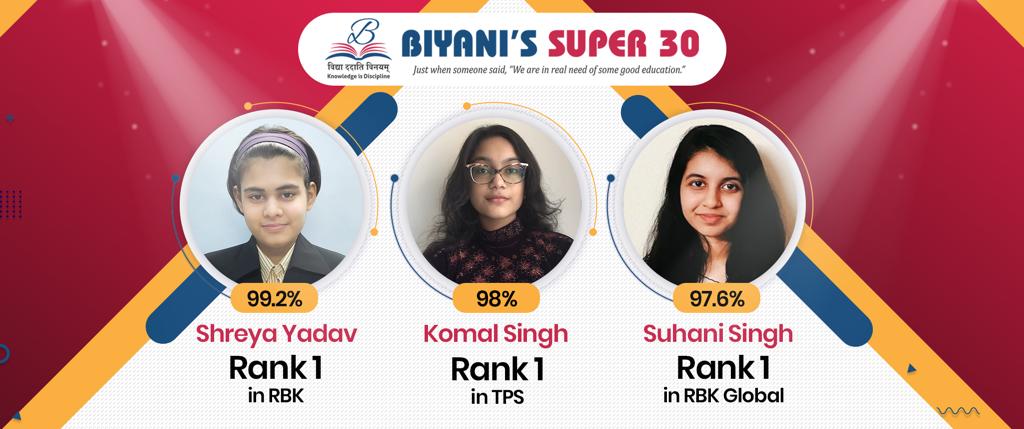 B
विद्या ददाति विनयम्
Knowledge is Discipline
BIYANI'S SUPER 30
Just when someone said, "We are in real need of some good education."
99.2%
Shreya Yadav
Rank 1
in RBK
98%
Komal Singh
Rank 1
in TPS
97.6%
Suhani Singh
Rank 1
in RBK Global